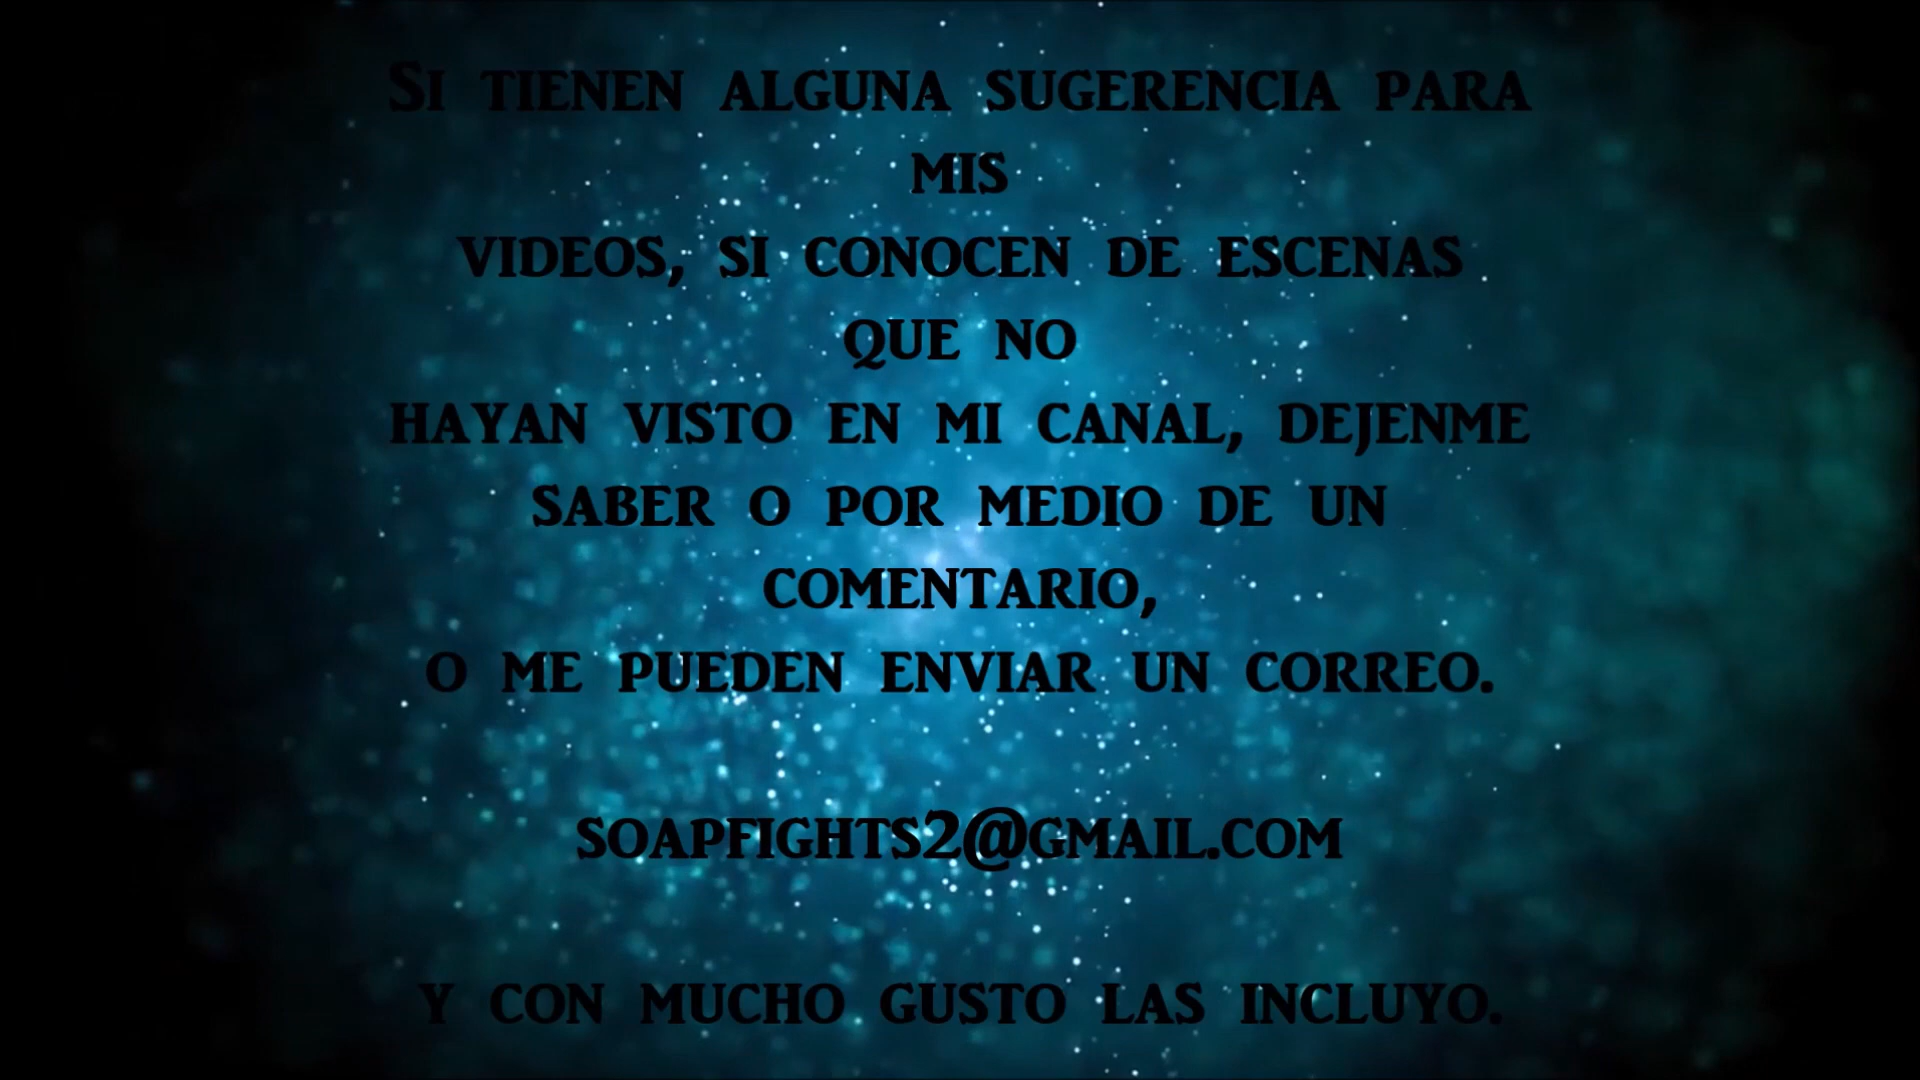 Si tienen alguna sugerencia para
mis
videos, si conocen de escenas
que no
hayan visto en mi canal, dejenme
saber o por medio de un
comentario,
o me pueden enviar un correo.
soapfights2@gmail.com
y con mucho gusto las incluyo.